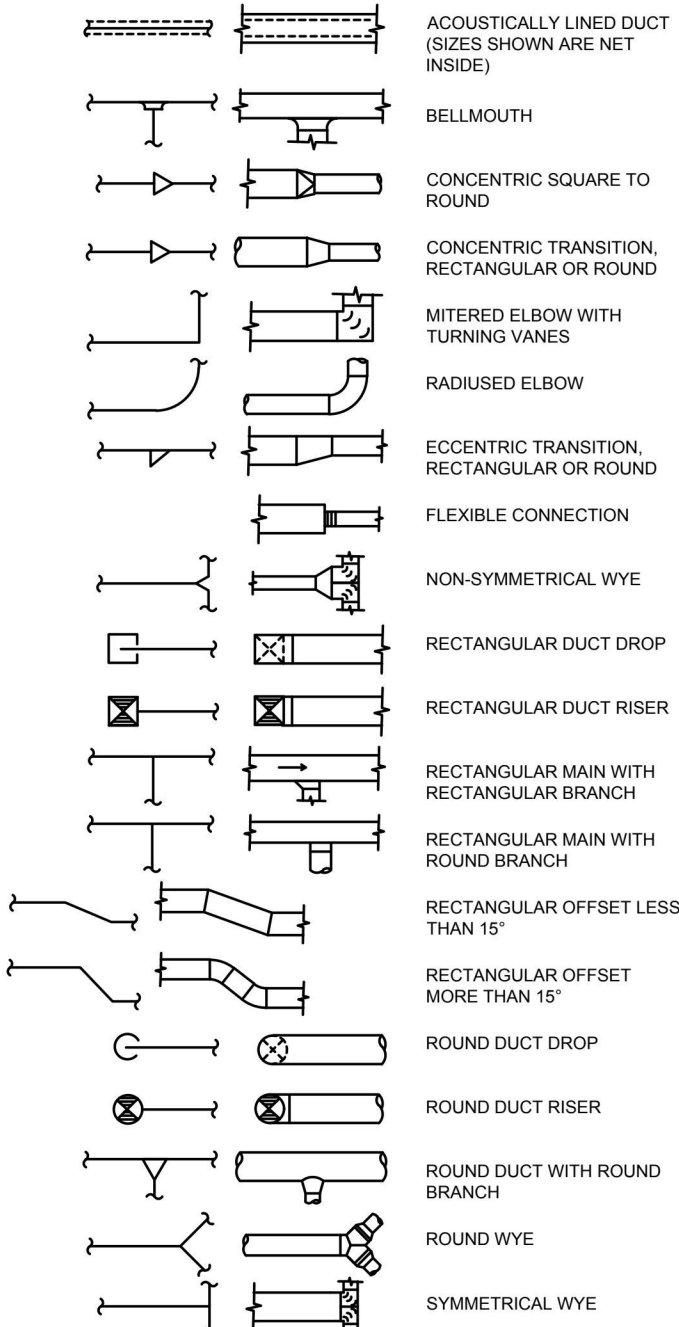 ACOUSTICALLY LINED DUCT
(SIZES SHOWN ARE NET
INSIDE)
BELLMOUTH
CONCENTRIC SQUARE TO
ROUND
CONCENTRIC TRANSITION,
RECTANGULAR OR ROUND
MITERED ELBOW WITH
TURNING VANES
RADIUSED ELBOW
ECCENTRIC TRANSITION,
RECTANGULAR OR ROUND
FLEXIBLE CONNECTION
NON-SYMMETRICAL WYE
RECTANGULAR DUCT DROP
RECTANGULAR DUCT RISER
RECTANGULAR MAIN WITH
RECTANGULAR BRANCH
RECTANGULAR MAIN WITH
ROUND BRANCH
RECTANGULAR OFFSET LESS
THAN 15°
RECTANGULAR OFFSET
MORE THAN 15°
ROUND DUCT DROP
ROUND DUCT RISER
ROUND DUCT WITH ROUND
BRANCH
ROUND WYE
SYMMETRICAL WYE